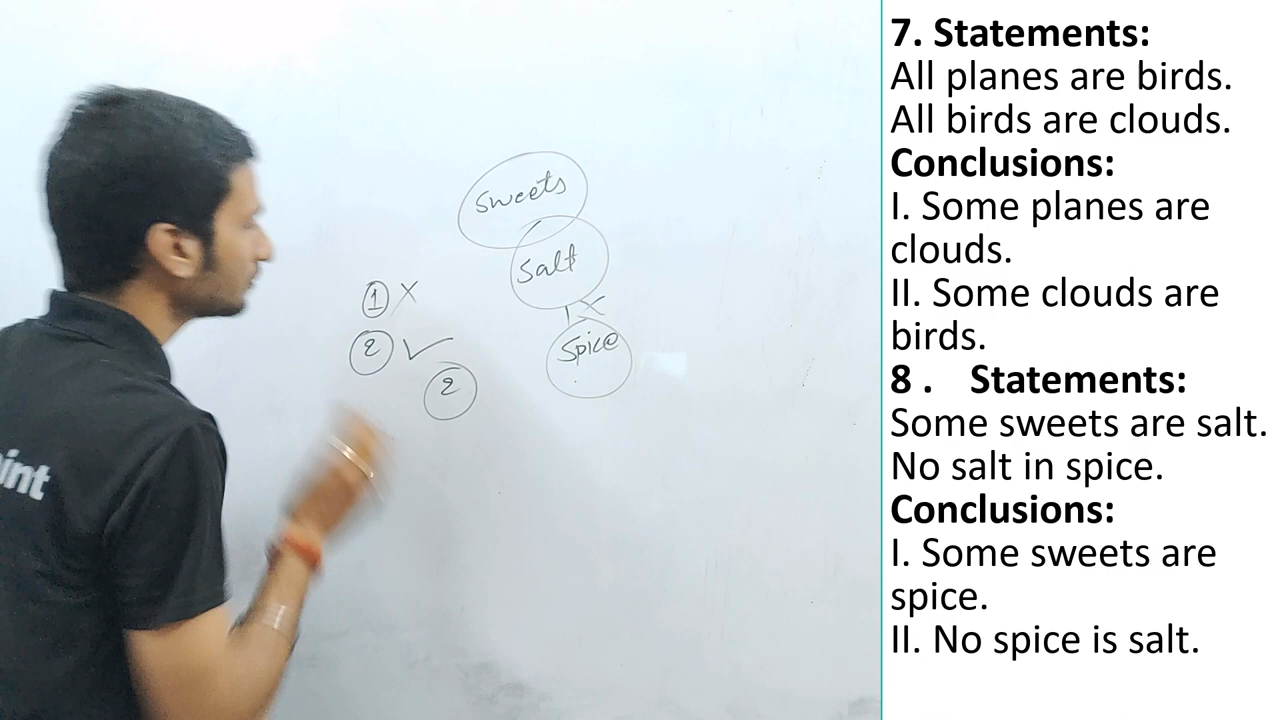 Sweets
Salt
1 X
X
2 ✓
Spice
2
int
7. Statements:
All planes are birds.
All birds are clouds.
Conclusions:
I. Some planes are
clouds.
II. Some clouds are
birds.
8 .    Statements:
Some sweets are salt.
No salt in spice.
Conclusions:
I. Some sweets are
spice.
II. No spice is salt.